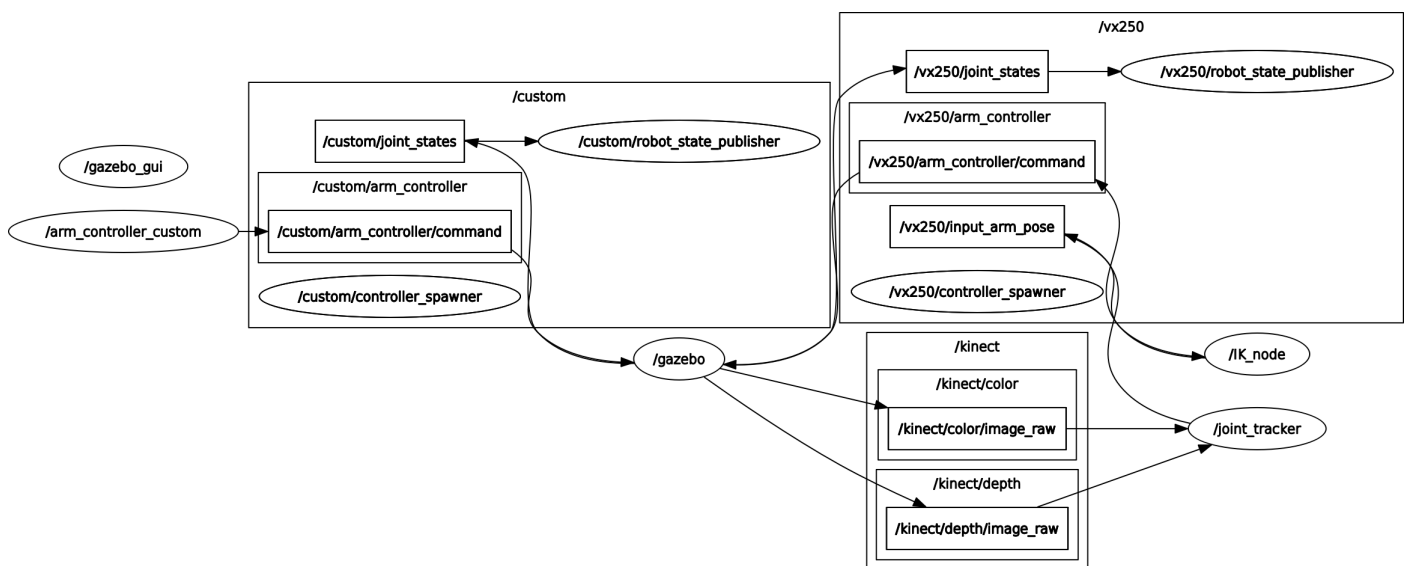 /gazebo_gui
/arm_controller_custom
/custom
/custom/joint_states
/custom/robot_state_publisher
/custom/arm_controller
/custom/arm_controller/command
/custom/controller_spawner
/gazebo
/vx250
/vx250/joint_states
/vx250/robot_state_publisher
/vx250/arm_controller
/vx250/arm_controller/command
/vx250/input_arm_pose
/vx250/controller_spawner
/kinect
/kinect/color
/kinect/color/image_raw
/kinect/depth
/kinect/depth/image_raw
/IK_node
/joint_tracker